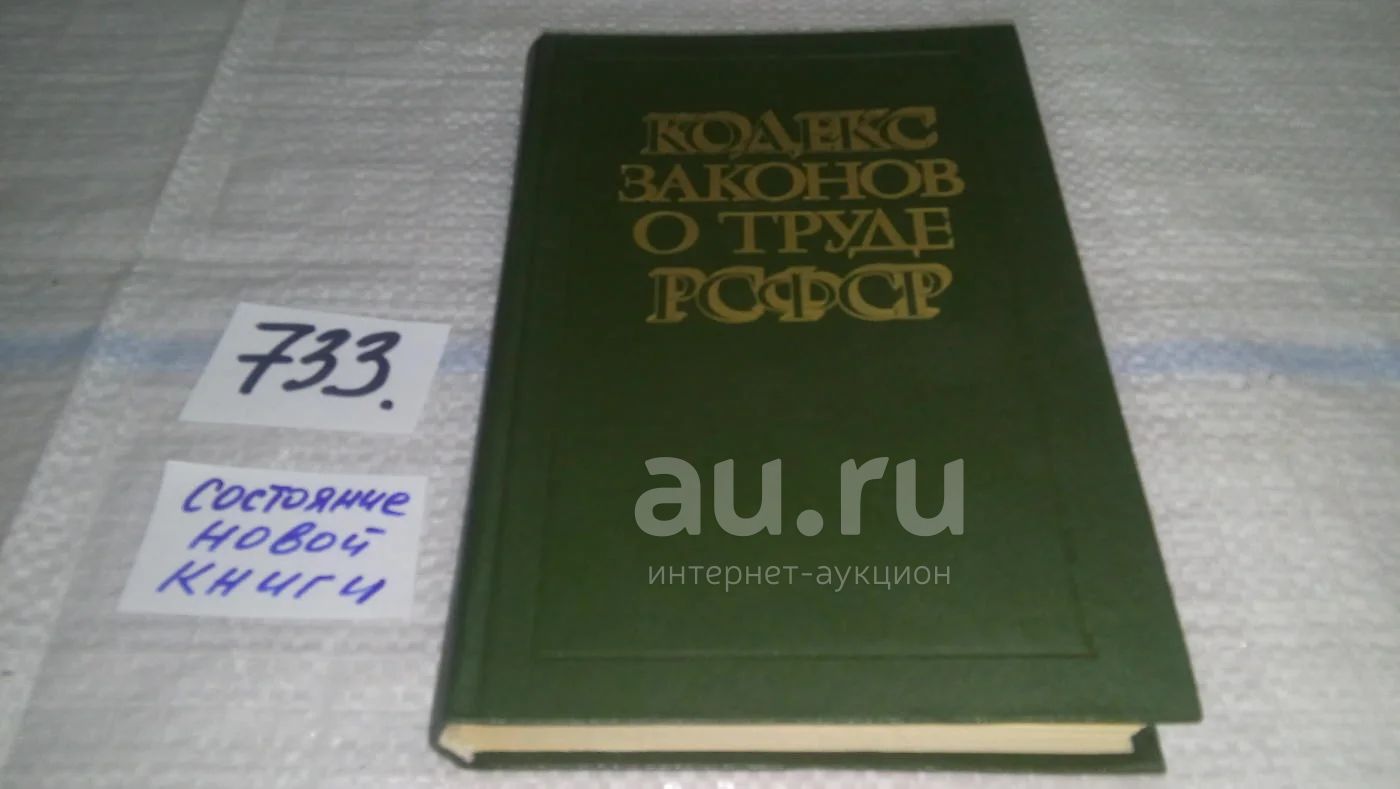 КОДЕКС
ЗАКОНОВ
О ТРУДЕ
РСФСР
733.
состояние
новой
книги
au.ru
интернет-аукцион